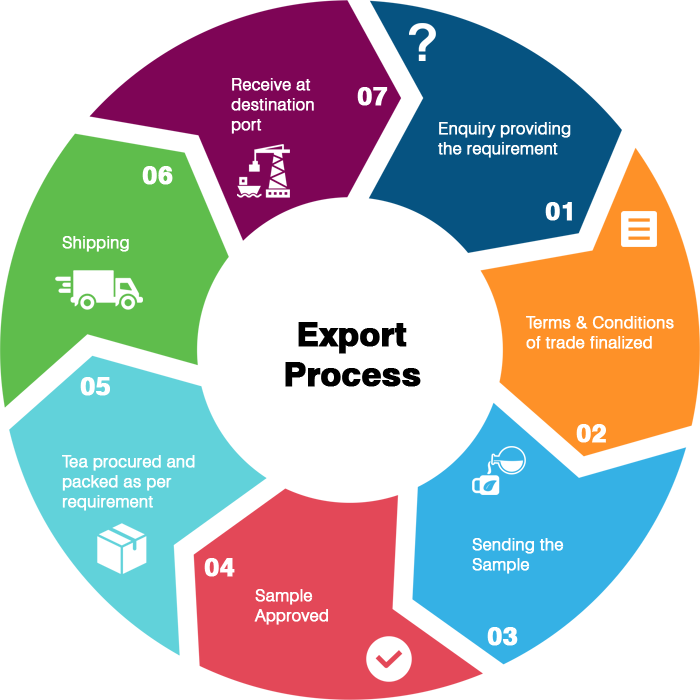 Export
Process
?
Enquiry providing
the requirement
01
Terms & Conditions
of trade finalized
02
Sending the
Sample
03
04
Sample
Approved
05
Tea procured and
packed as per
requirement
06
Shipping
07
Receive at
destination
port